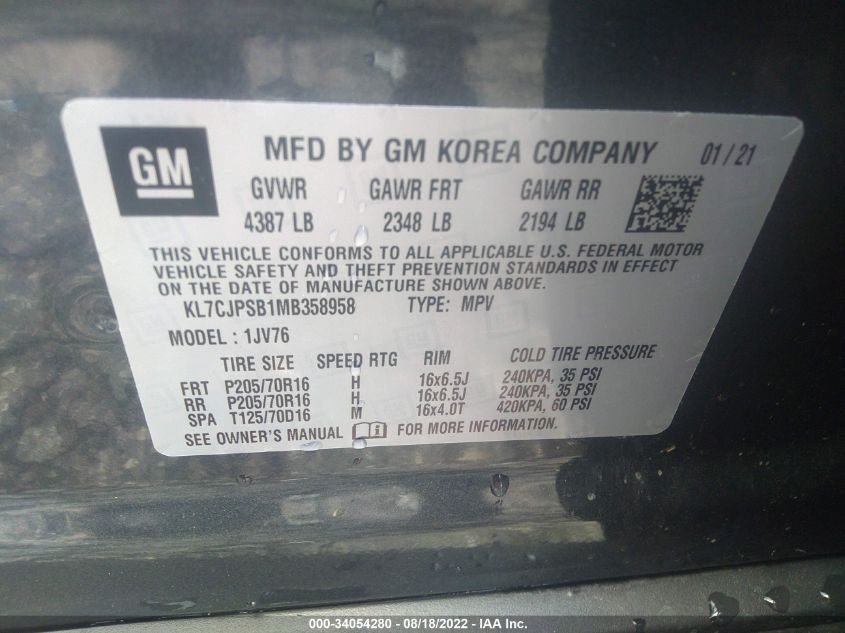 GM
MFD BY GM KOREA COMPANY 01/21
GVWR GAWR FRT GAWR RR
4387 LB 2348 LB 2194 LB
THIS VEHICLE CONFORMS TO ALL APPLICABLE U.S. FEDERAL MOTOR
VEHICLE SAFETY AND THEFT PREVENTION STANDARDS IN EFFECT
ON THE DATE OF MANUFACTURE SHOWN ABOVE.
KL7CJPSB1MB358958 TYPE: MPV
MODEL : 1JV76
TIRE SIZE SPEED RTG RIM COLD TIRE PRESSURE
FRT P205/70R16 H 16x6.5J 240KPA, 35 PSI
RR P205/70R16 H 16x6.5J 240KPA, 35 PSI
SPA T125/70D16 M 16x4.0T 420KPA, 60 PSI
SEE OWNER'S MANUAL i FOR MORE INFORMATION.
000-34054280 - 08/18/2022 - IAA Inc.